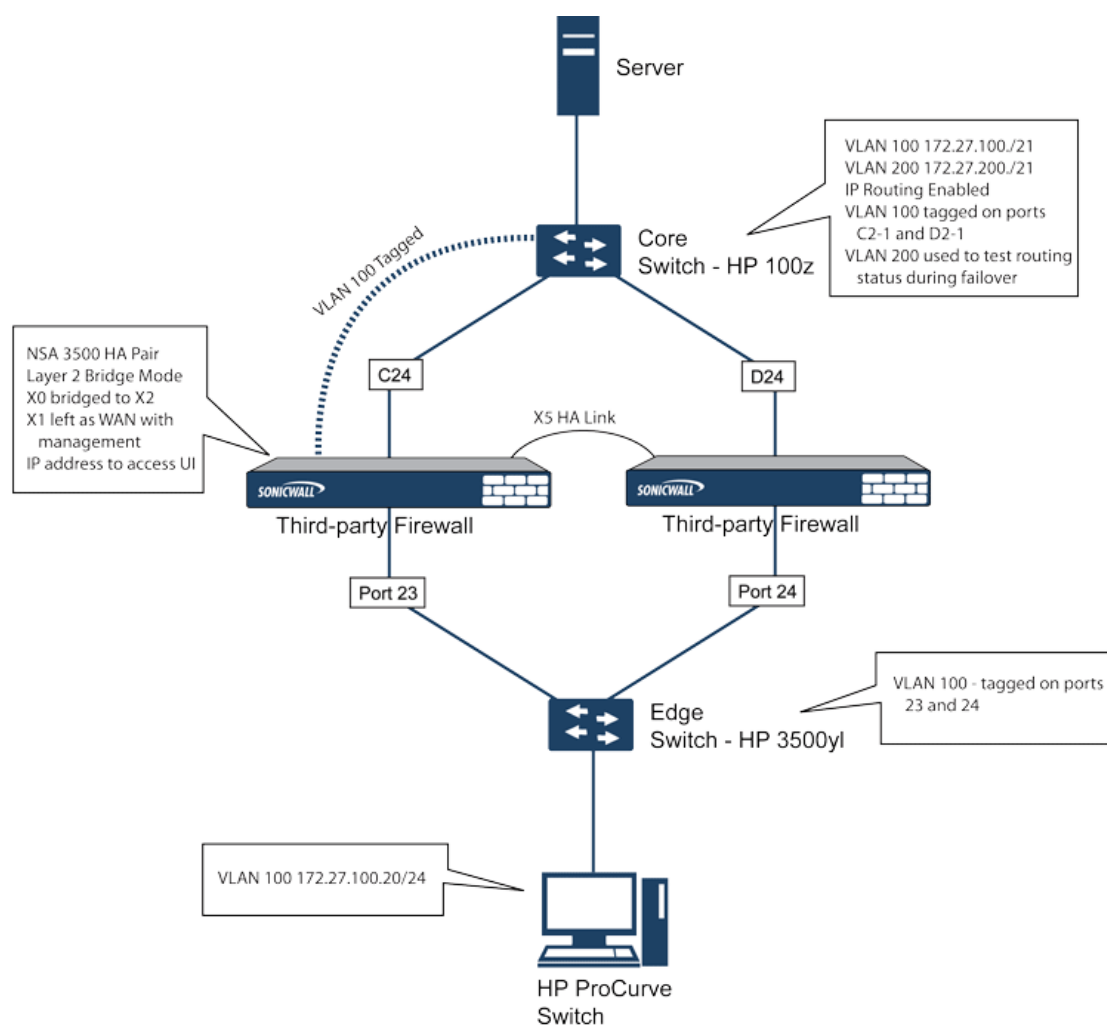 Server
VLAN 100 172.27.100./21
VLAN 200 172.27.200./21
IP Routing Enabled
VLAN 100 tagged on ports
C2-1 and D2-1
VLAN 200 used to test routing
status during failover
Core
Switch - HP 100z
VLAN 100 Tagged
NSA 3500 HA Pair
Layer 2 Bridge Mode
X0 bridged to X2
X1 left as WAN with
management
IP address to access UI
C24
D24
X5 HA Link
SONICWALL
SONICWALL
Third-party Firewall
Third-party Firewall
Port 23
Port 24
VLAN 100 - tagged on ports
23 and 24
Edge
Switch - HP 3500yl
VLAN 100 172.27.100.20/24
HP ProCurve
Switch